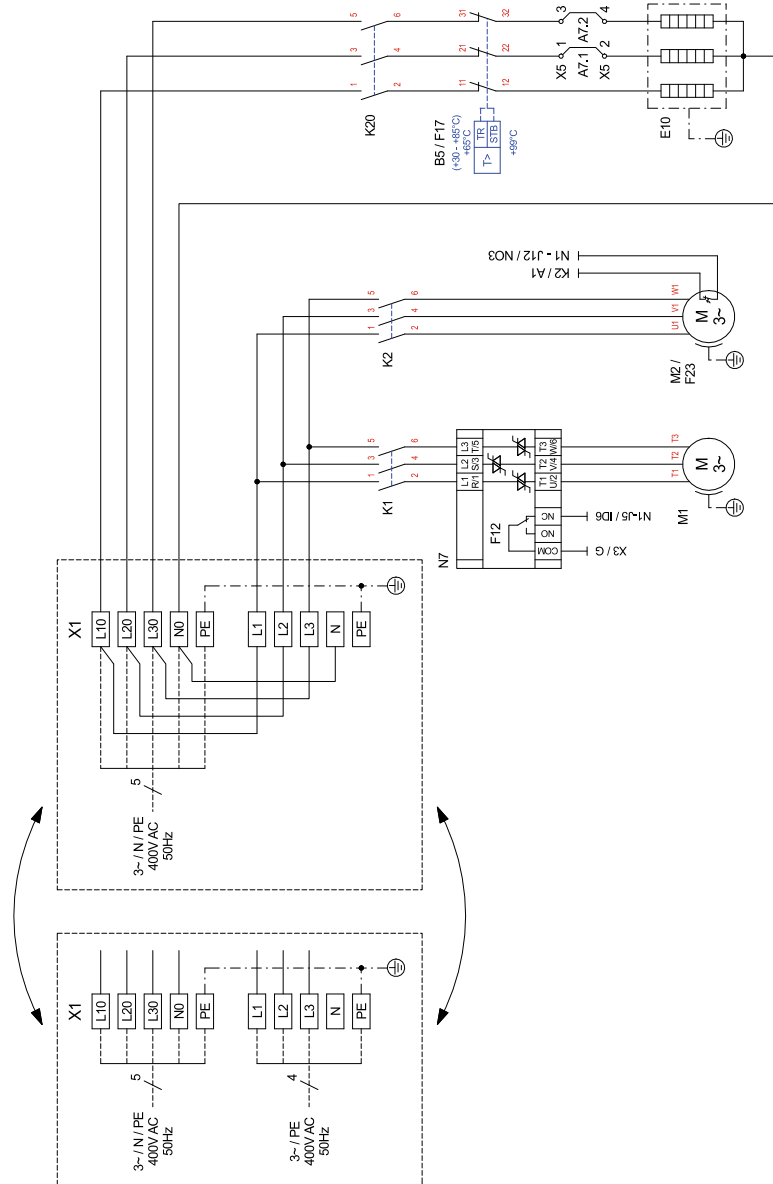 5
6
31
32
3
4
A7.2
3
4
21
22
X5
1
A7.1
X5
2
1
2
11
12
K20
E10
B5 / F17
(+30 - +85°C)
+65°C
TR
T>
STB
+99°C
N1 - J12 / NO3
K2 / A1
5
6
W1
3
4
V1
1
2
U1
K2
M
3~
M2 /
F23
5
6
L3
T/5
T3
W/6
T3
3
4
L2
S/3
T2
V/4
T2
1
2
L1
R/1
T1
U/2
T1
K1
M
3~
M1
F12
NC
NO
COM
N7
N1-J5 / ID6
X3 / G
X1
L10
L20
L30
N0
PE
L1
L2
L3
N
PE
5
3~ / N / PE
400V AC
50Hz
X1
L10
L20
L30
N0
PE
L1
L2
L3
N
PE
5
3~ / N / PE
400V AC
50Hz
4
3~ / PE
400V AC
50Hz